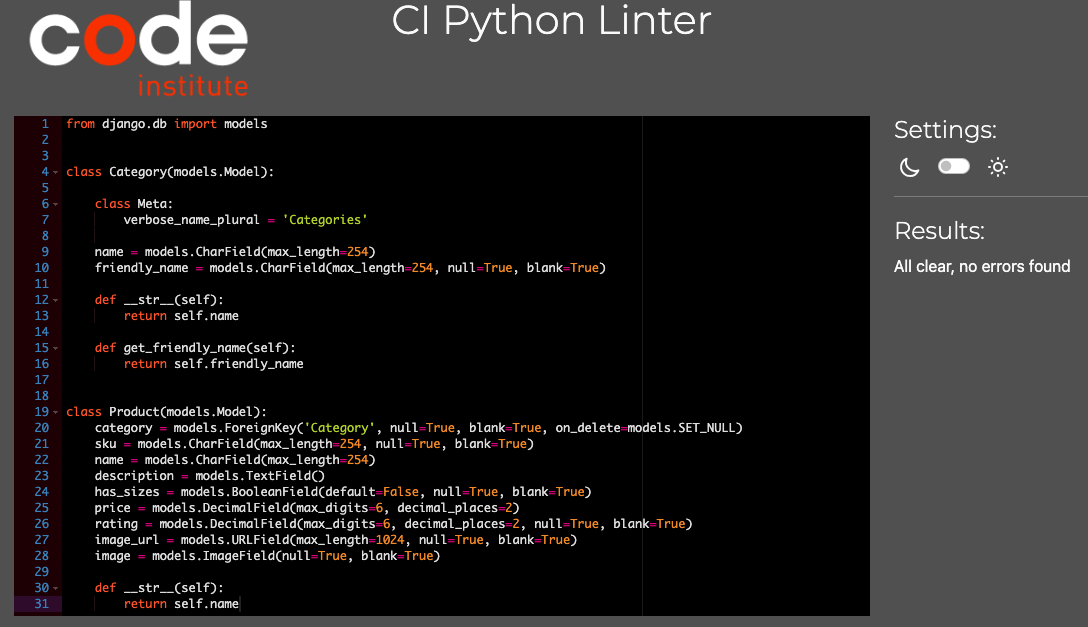 code
institute
CI Python Linter
1 from django.db import models
2
3
4 class Category(models.Model):
5
6     class Meta:
7         verbose_name_plural = 'Categories'
8
9     name = models.CharField(max_length=254)
10     friendly_name = models.CharField(max_length=254, null=True, blank=True)
11
12     def __str__(self):
13         return self.name
14
15     def get_friendly_name(self):
16         return self.friendly_name
17
18
19 class Product(models.Model):
20     category = models.ForeignKey('Category', null=True, blank=True, on_delete=models.SET_NULL)
21     sku = models.CharField(max_length=254, null=True, blank=True)
22     name = models.CharField(max_length=254)
23     description = models.TextField()
24     has_sizes = models.BooleanField(default=False, null=True, blank=True)
25     price = models.DecimalField(max_digits=6, decimal_places=2)
26     rating = models.DecimalField(max_digits=6, decimal_places=2, null=True, blank=True)
27     image_url = models.URLField(max_length=1024, null=True, blank=True)
28     image = models.ImageField(null=True, blank=True)
29
30     def __str__(self):
31         return self.name
Settings:
Results:
All clear, no errors found